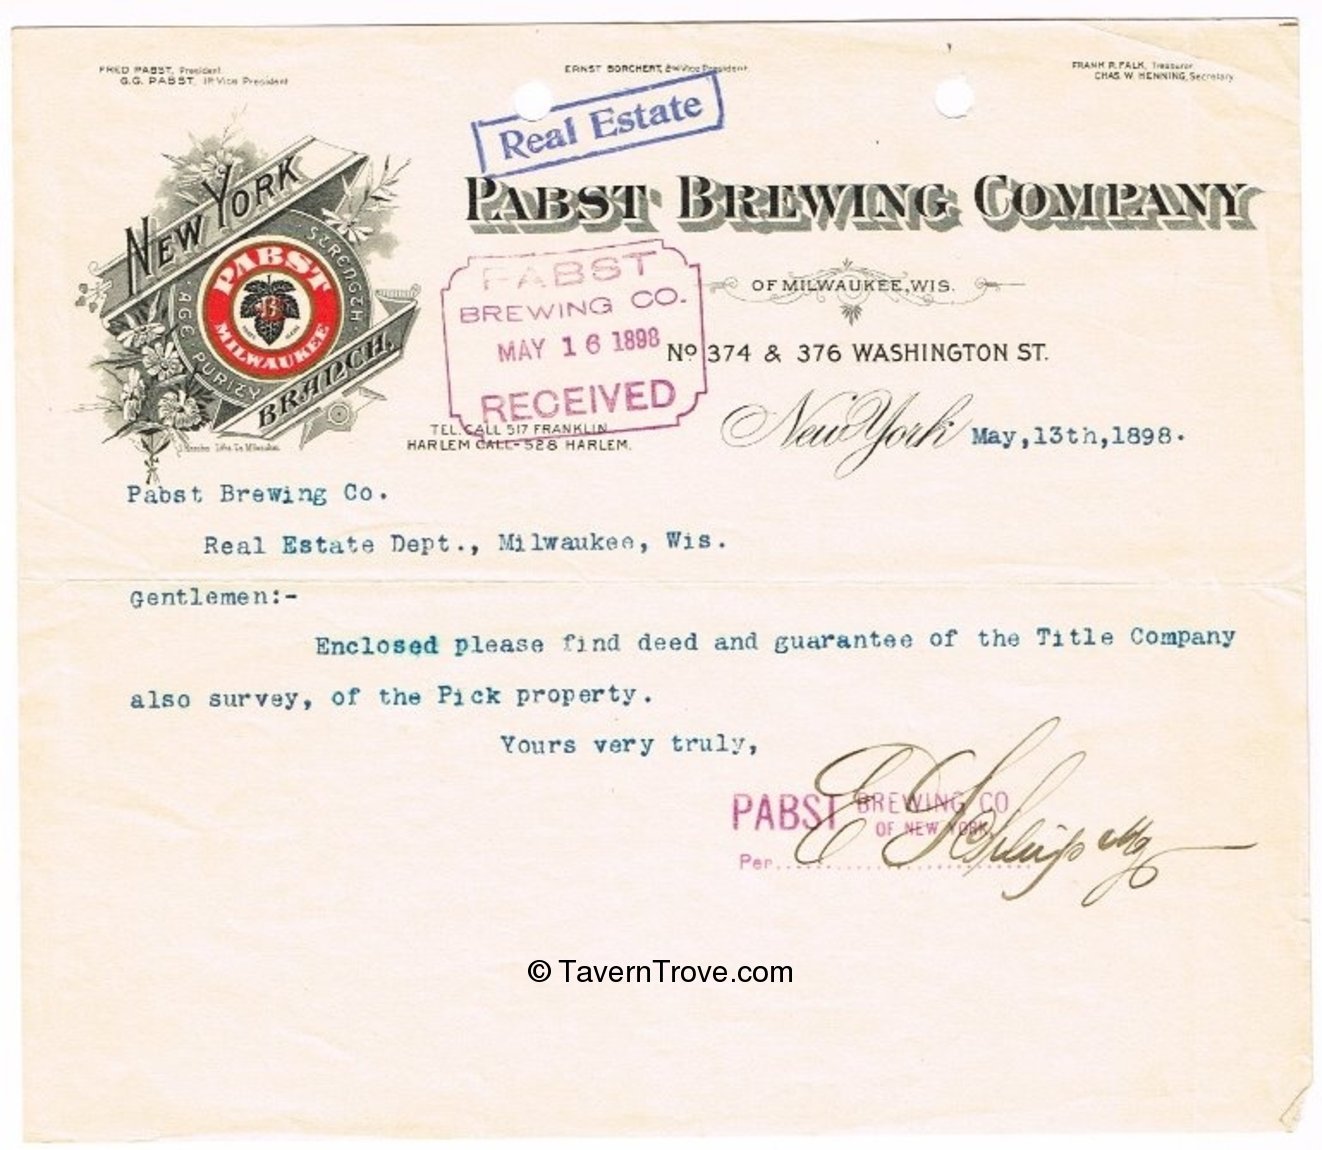 FRED PABST, President
G.G. PABST, 1st Vice President
ERNST BORCHERT, 2nd Vice President
FRANK R. FALK, Treasurer
CHAS. W. HENNING, Secretary
Real Estate
NEW YORK
BRANCH.
STRENGTH · AGE · PURITY
PABST
B
MILWAUKEE
PABST BREWING COMPANY
OF MILWAUKEE, WIS.
PABST
BREWING CO.
MAY 16 1898
RECEIVED
No 374 & 376 WASHINGTON ST.
TEL. CALL 517 FRANKLIN
HARLEM CALL-528 HARLEM.
New York May,13th,1898.
Litho. Co. Milwaukee.
Pabst Brewing Co.
Real Estate Dept., Milwaukee, Wis.
Gentlemen:-
Enclosed please find deed and guarantee of the Title Company
also survey, of the Pick property.
Yours very truly,
PABST BREWING CO
OF NEW YORK
Per
© TavernTrove.com